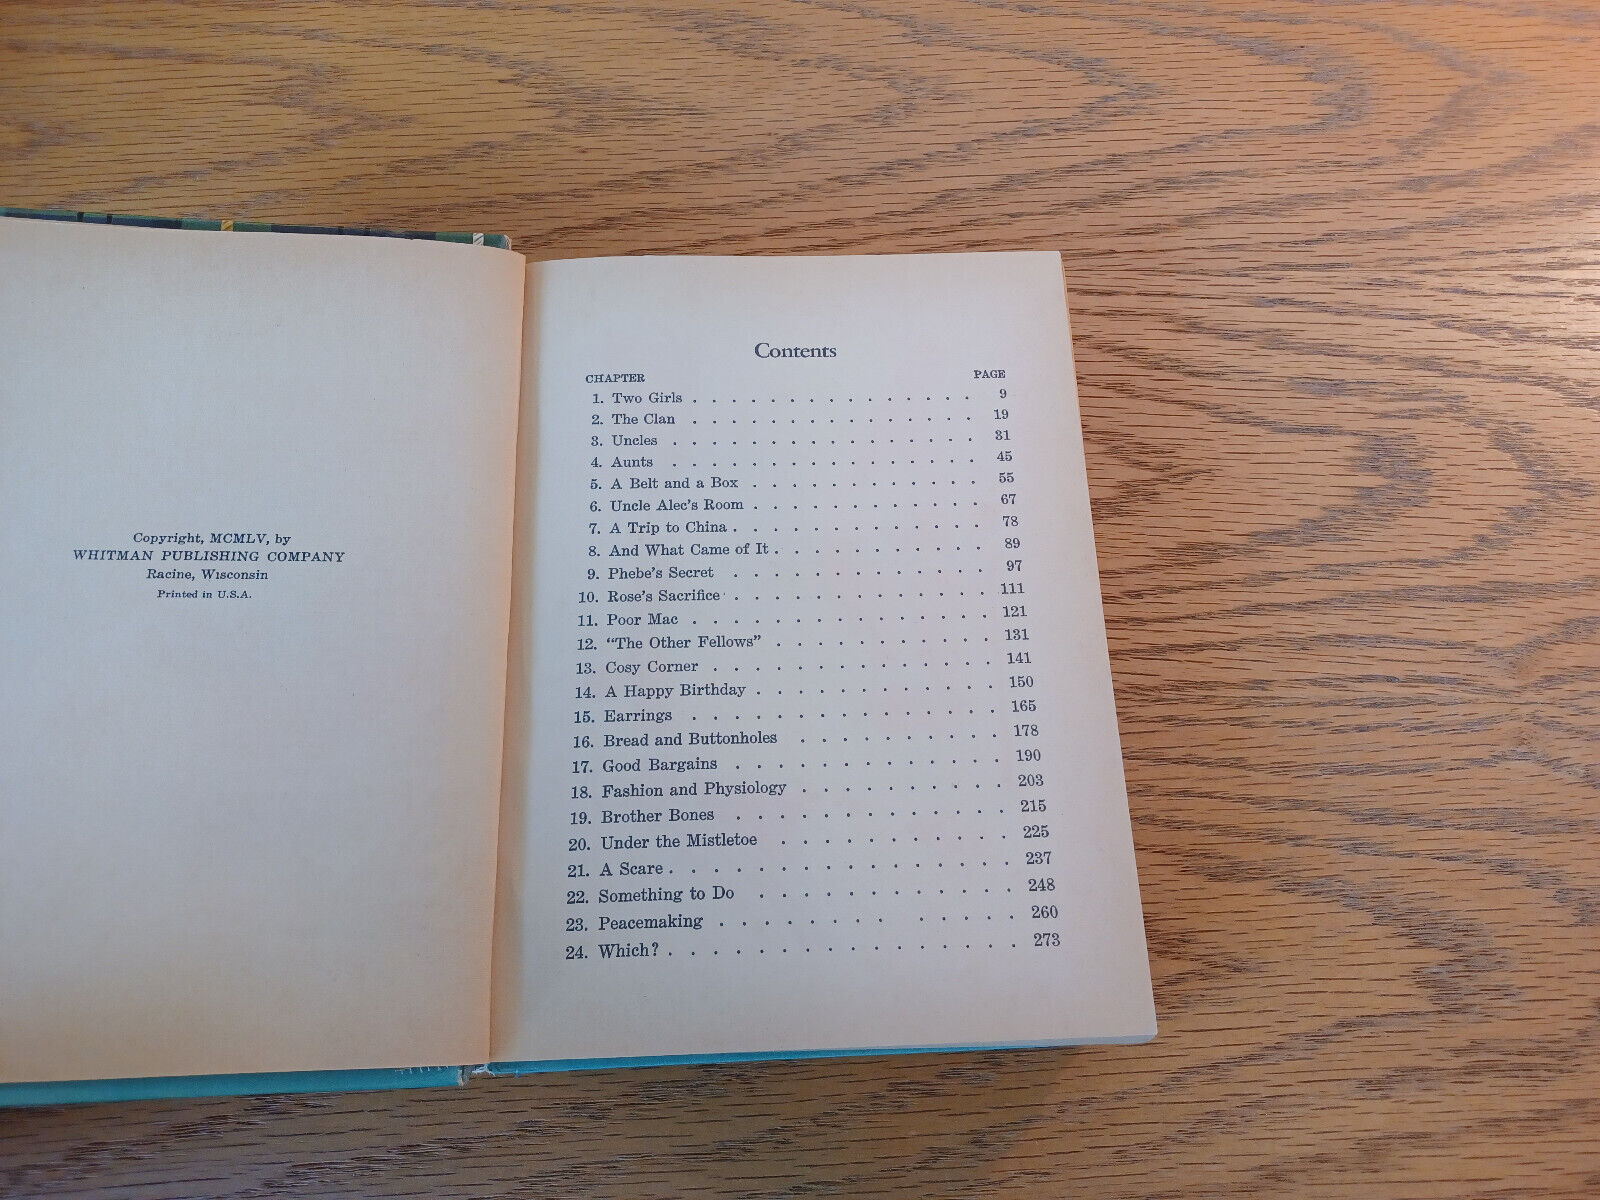 Copyright, MCMLV, by
WHITMAN PUBLISHING COMPANY
Racine, Wisconsin
Printed in U.S.A.
Contents
CHAPTER PAGE
1. Two Girls . . . . . . . . . . . . . . 9
2. The Clan . . . . . . . . . . . . . . 19
3. Uncles . . . . . . . . . . . . . . . 31
4. Aunts . . . . . . . . . . . . . . . 45
5. A Belt and a Box . . . . . . . . . . . 55
6. Uncle Alec's Room . . . . . . . . . . . 67
7. A Trip to China . . . . . . . . . . . . 78
8. And What Came of It . . . . . . . . . . 89
9. Phebe's Secret . . . . . . . . . . . . 97
10. Rose's Sacrifice . . . . . . . . . . . . 111
11. Poor Mac . . . . . . . . . . . . . . 121
12. "The Other Fellows" . . . . . . . . . . 131
13. Cosy Corner . . . . . . . . . . . . . 141
14. A Happy Birthday . . . . . . . . . . . 150
15. Earrings . . . . . . . . . . . . . . 165
16. Bread and Buttonholes . . . . . . . . . 178
17. Good Bargains . . . . . . . . . . . . 190
18. Fashion and Physiology . . . . . . . . . 203
19. Brother Bones . . . . . . . . . . . . 215
20. Under the Mistletoe . . . . . . . . . . 225
21. A Scare . . . . . . . . . . . . . . 237
22. Something to Do . . . . . . . . . . . 248
23. Peacemaking . . . . . . . . . . . . 260
24. Which? . . . . . . . . . . . . . . 273